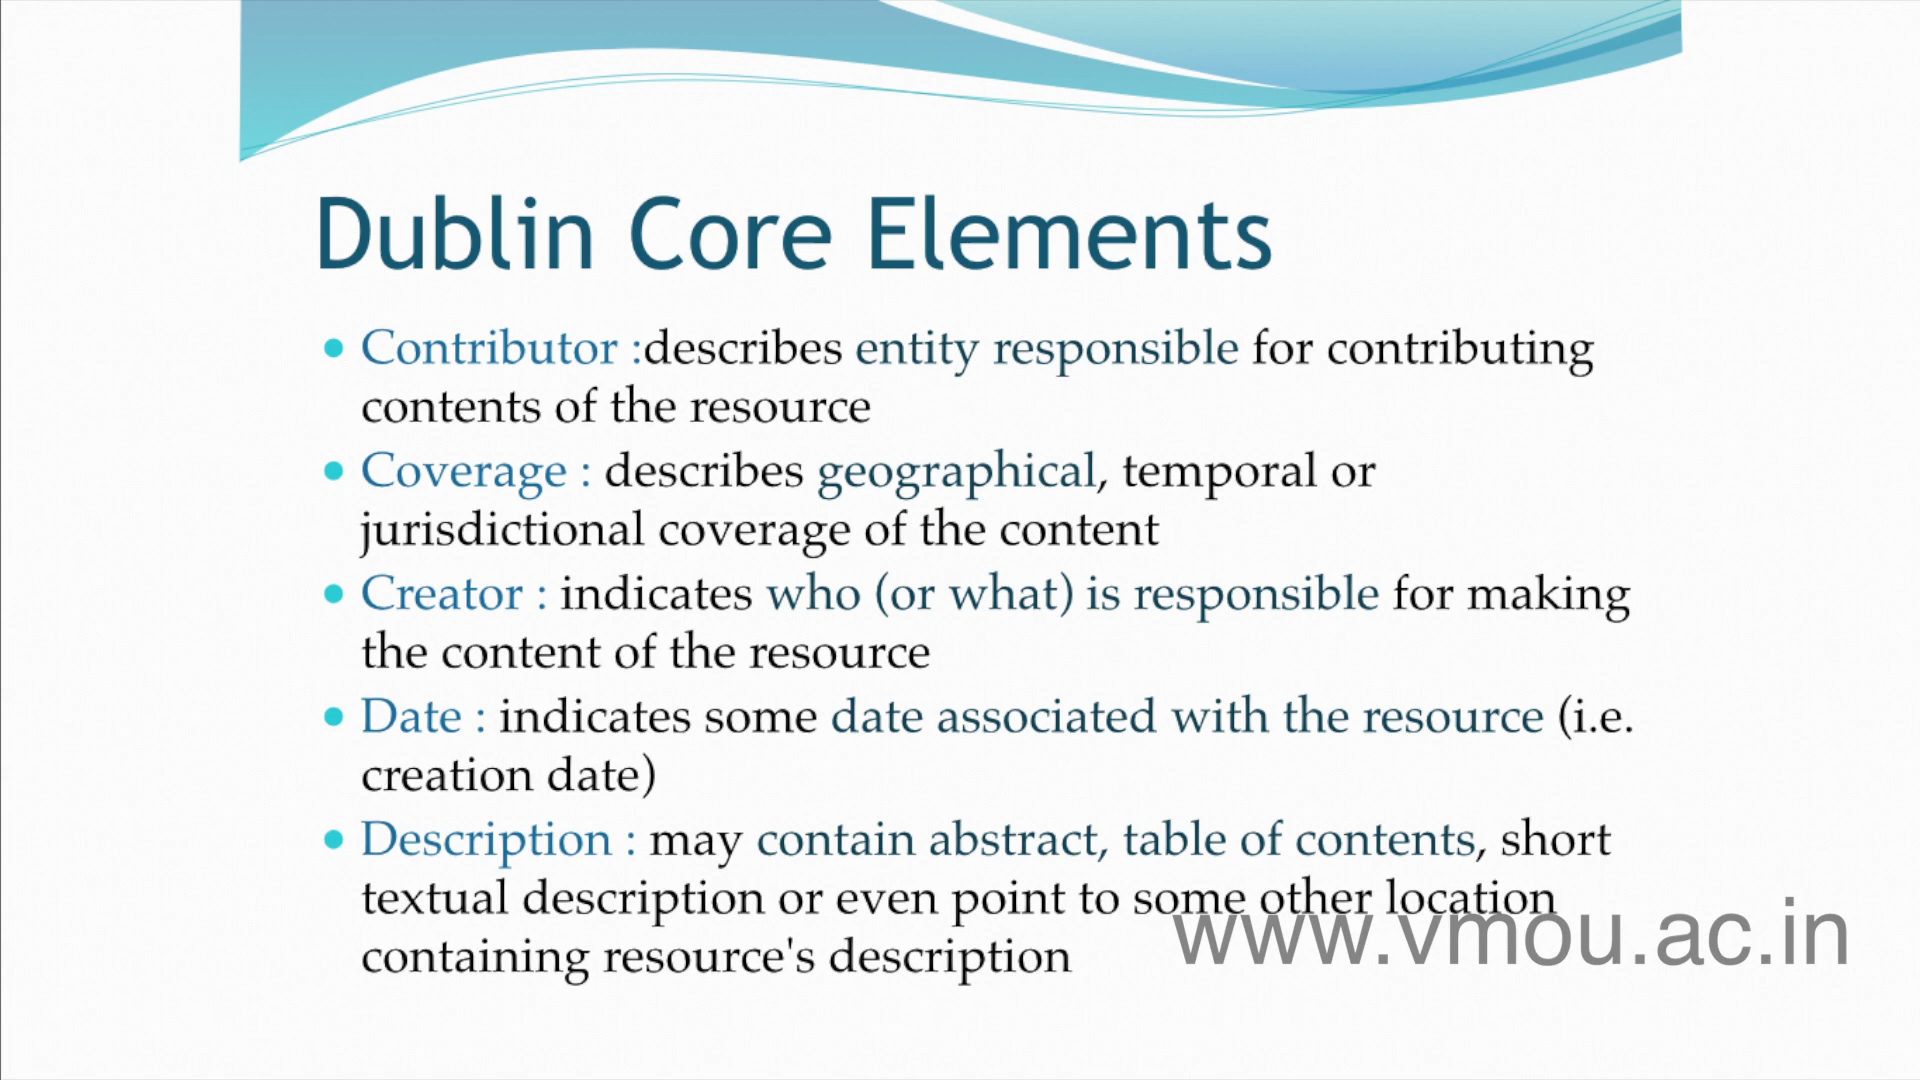 Dublin Core Elements
• Contributor :describes entity responsible for contributing
contents of the resource
• Coverage : describes geographical, temporal or
jurisdictional coverage of the content
• Creator : indicates who (or what) is responsible for making
the content of the resource
• Date : indicates some date associated with the resource (i.e.
creation date)
• Description : may contain abstract, table of contents, short
textual description or even point to some other location
containing resource's description
www.vmou.ac.in